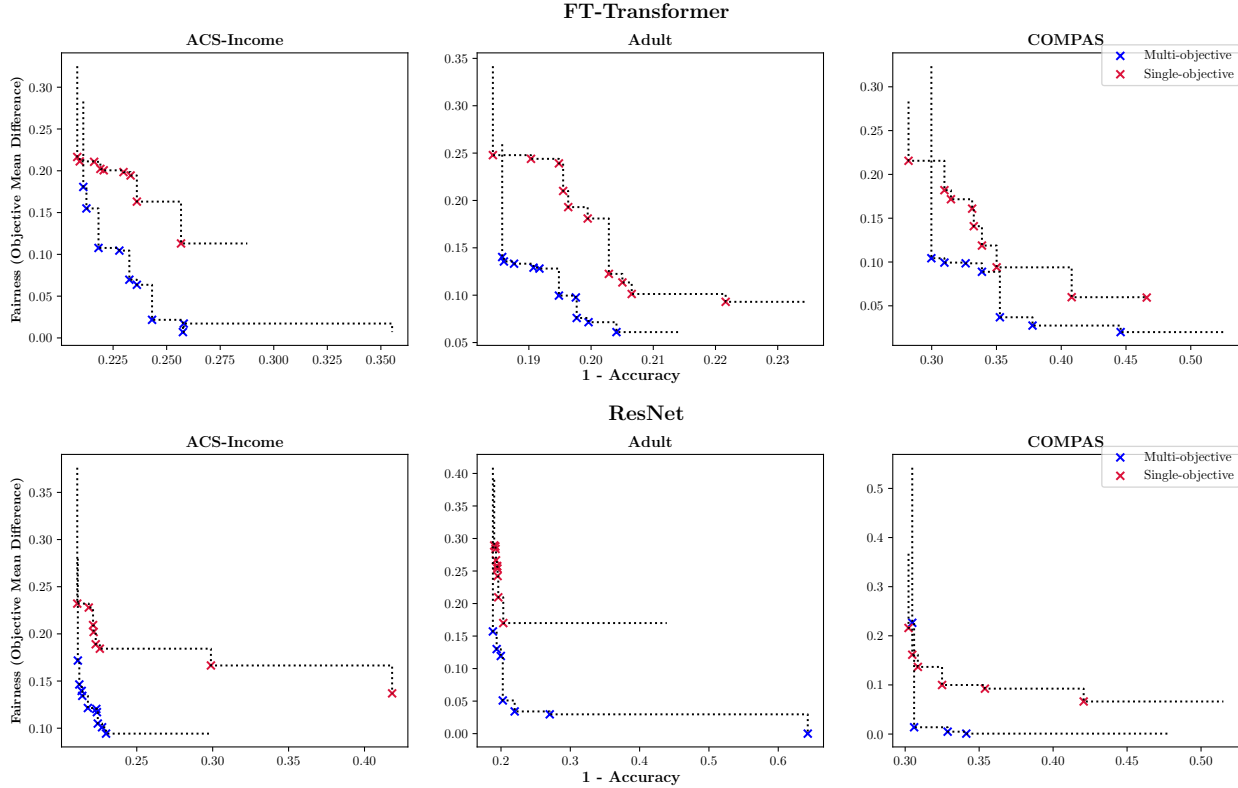 FT-Transformer
ACS-Income
Adult
COMPAS
Multi-objective
Single-objective
Fairness (Objective Mean Difference)
0.30
0.25
0.20
0.15
0.10
0.05
0.00
0.225 0.250 0.275 0.300 0.325 0.350
0.35
0.30
0.25
0.20
0.15
0.10
0.05
0.19 0.20 0.21 0.22 0.23
0.30
0.25
0.20
0.15
0.10
0.05
0.30 0.35 0.40 0.45 0.50
1 - Accuracy
ResNet
ACS-Income
Adult
COMPAS
Multi-objective
Single-objective
Fairness (Objective Mean Difference)
0.35
0.30
0.25
0.20
0.15
0.10
0.25 0.30 0.35 0.40
0.40
0.35
0.30
0.25
0.20
0.15
0.10
0.05
0.00
0.2 0.3 0.4 0.5 0.6
0.5
0.4
0.3
0.2
0.1
0.0
0.30 0.35 0.40 0.45 0.50
1 - Accuracy